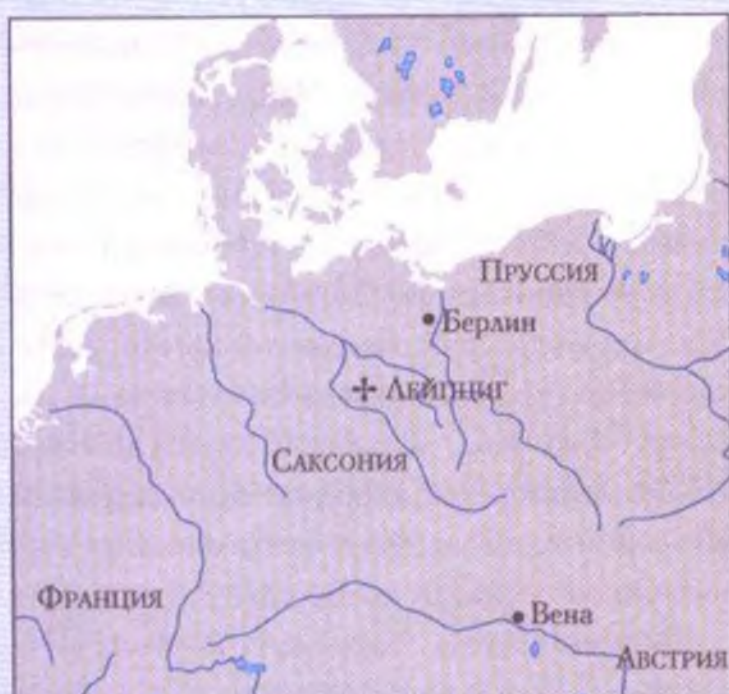 ПРУССИЯ
Берлин
ЛЕЙПЦИГ
САКСОНИЯ
ФРАНЦИЯ
Вена
АВСТРИЯ